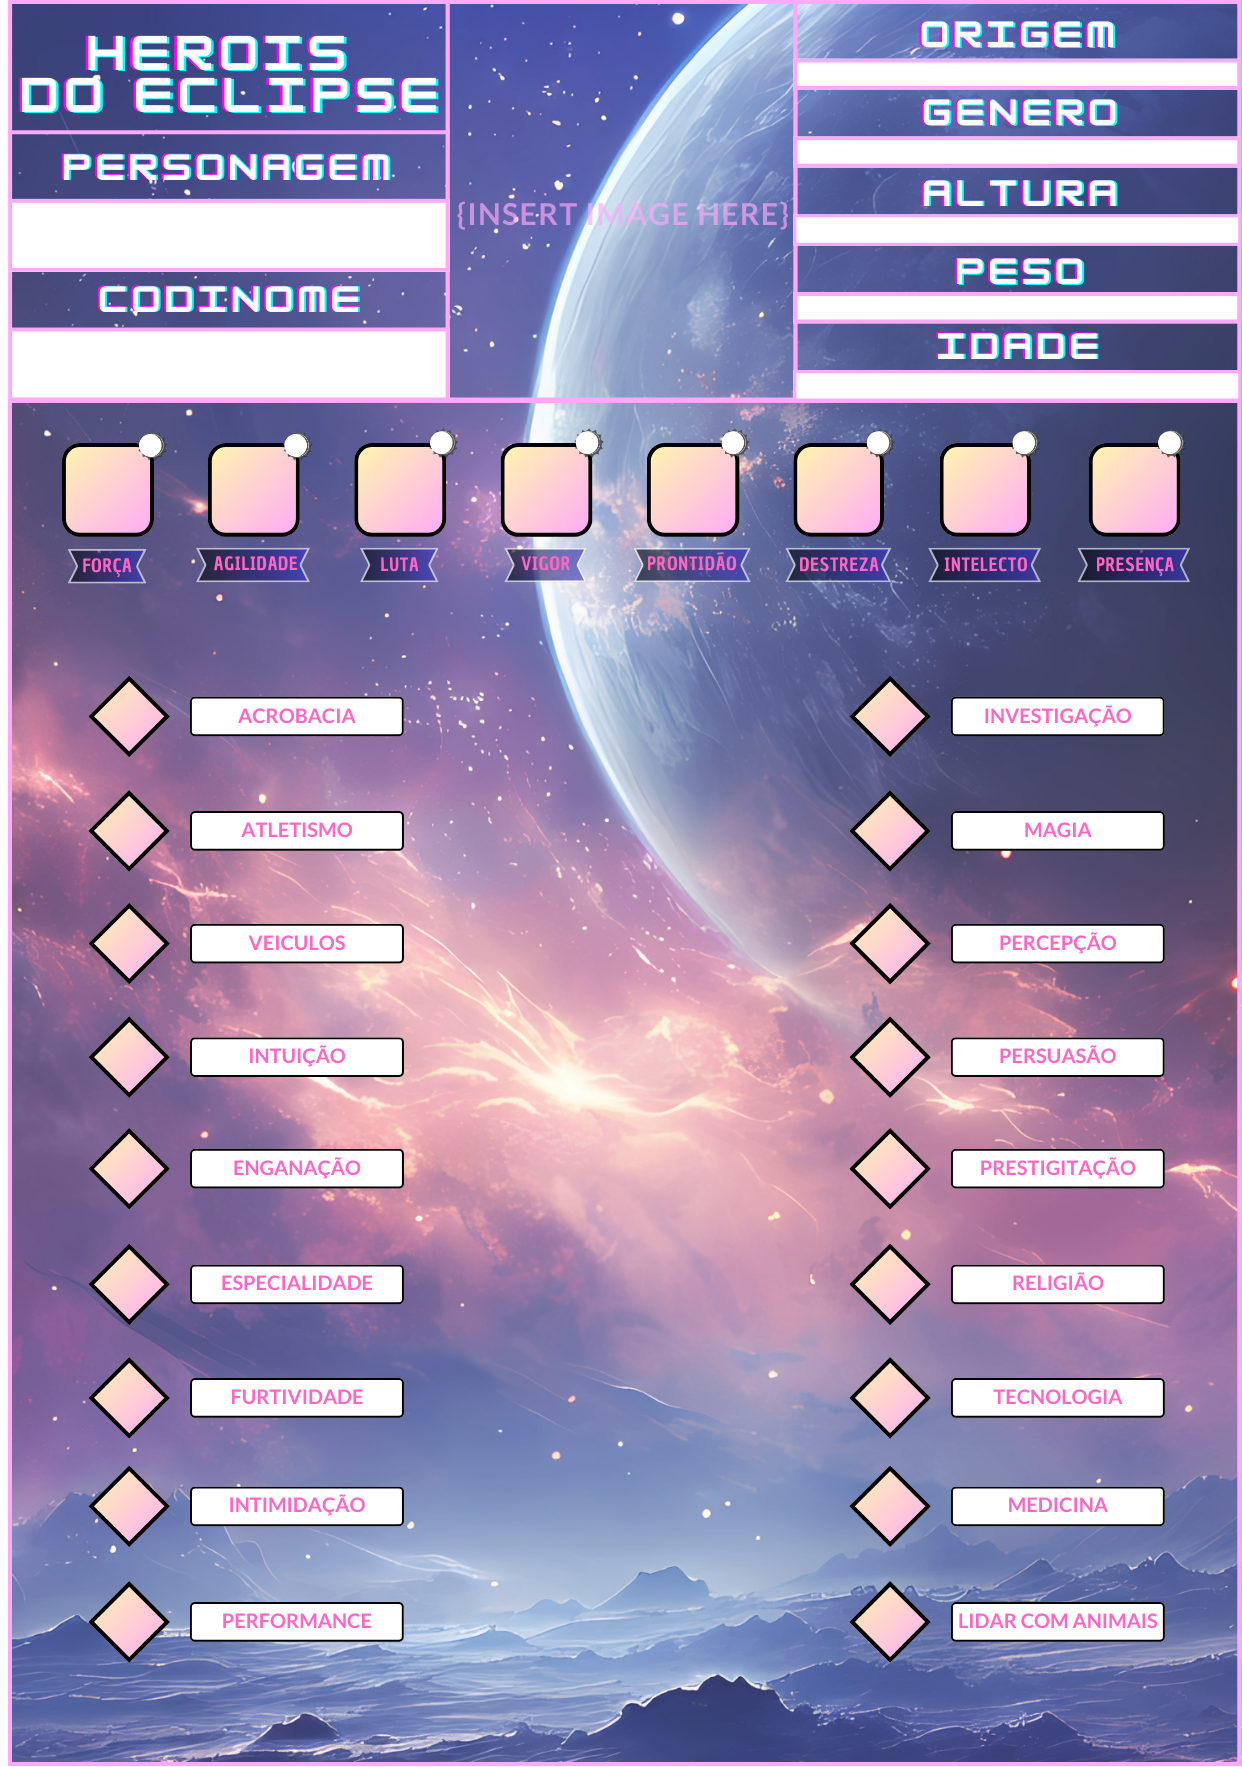 HEROIS
DO ECLIPSE
PERSONAGEM
CODINOME
{INSERT IMAGE HERE}
ORIGEM
GENERO
ALTURA
PESO
IDADE
FORÇA
AGILIDADE
LUTA
VIGOR
PRONTIDÃO
DESTREZA
INTELECTO
PRESENÇA
ACROBACIA
ATLETISMO
VEICULOS
INTUIÇÃO
ENGANAÇÃO
ESPECIALIDADE
FURTIVIDADE
INTIMIDAÇÃO
PERFORMANCE
INVESTIGAÇÃO
MAGIA
PERCEPÇÃO
PERSUASÃO
PRESTIGITAÇÃO
RELIGIÃO
TECNOLOGIA
MEDICINA
LIDAR COM ANIMAIS